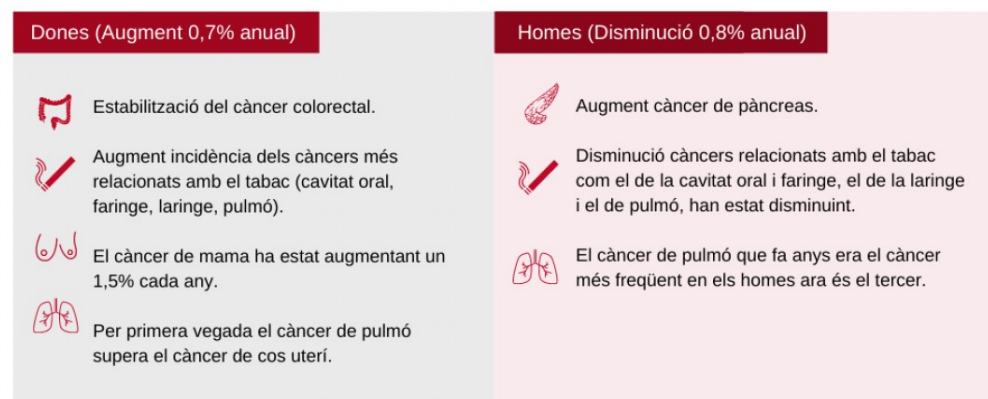 Dones (Augment 0,7% anual)
Estabilització del càncer colorectal.
Augment incidència dels càncers més
relacionats amb el tabac (cavitat oral,
faringe, laringe, pulmó).
El càncer de mama ha estat augmentant un
1,5% cada any.
Per primera vegada el càncer de pulmó
supera el càncer de cos uterí.
Homes (Disminució 0,8% anual)
Augment càncer de pàncreas.
Disminució càncers relacionats amb el tabac
com el de la cavitat oral i faringe, el de la laringe
i el de pulmó, han estat disminuint.
El càncer de pulmó que fa anys era el càncer
més freqüent en els homes ara és el tercer.